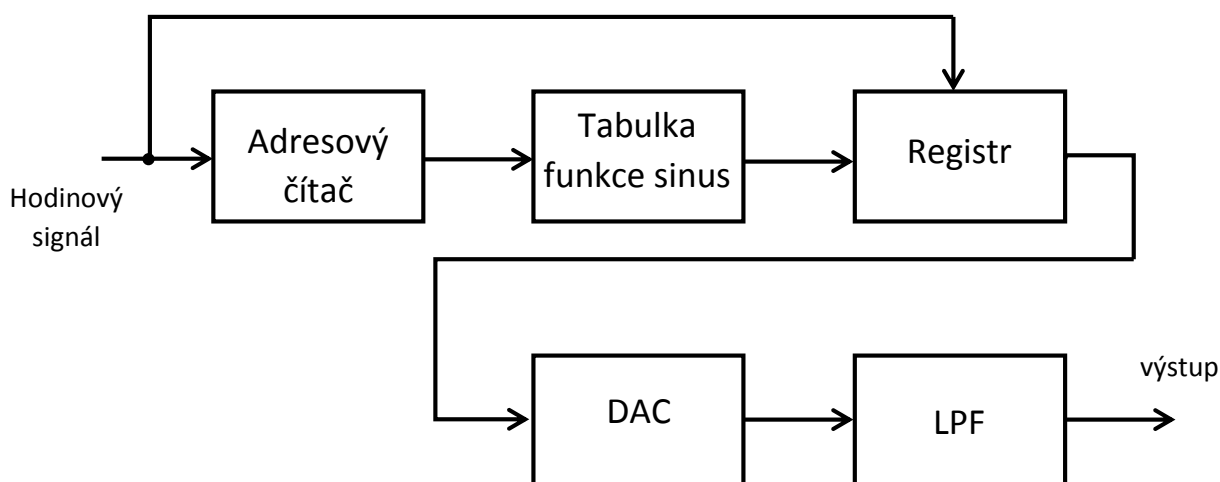 Adresový
čítač
Tabulka
funkce sinus
Registr
Hodinový
signál
DAC
LPF
výstup